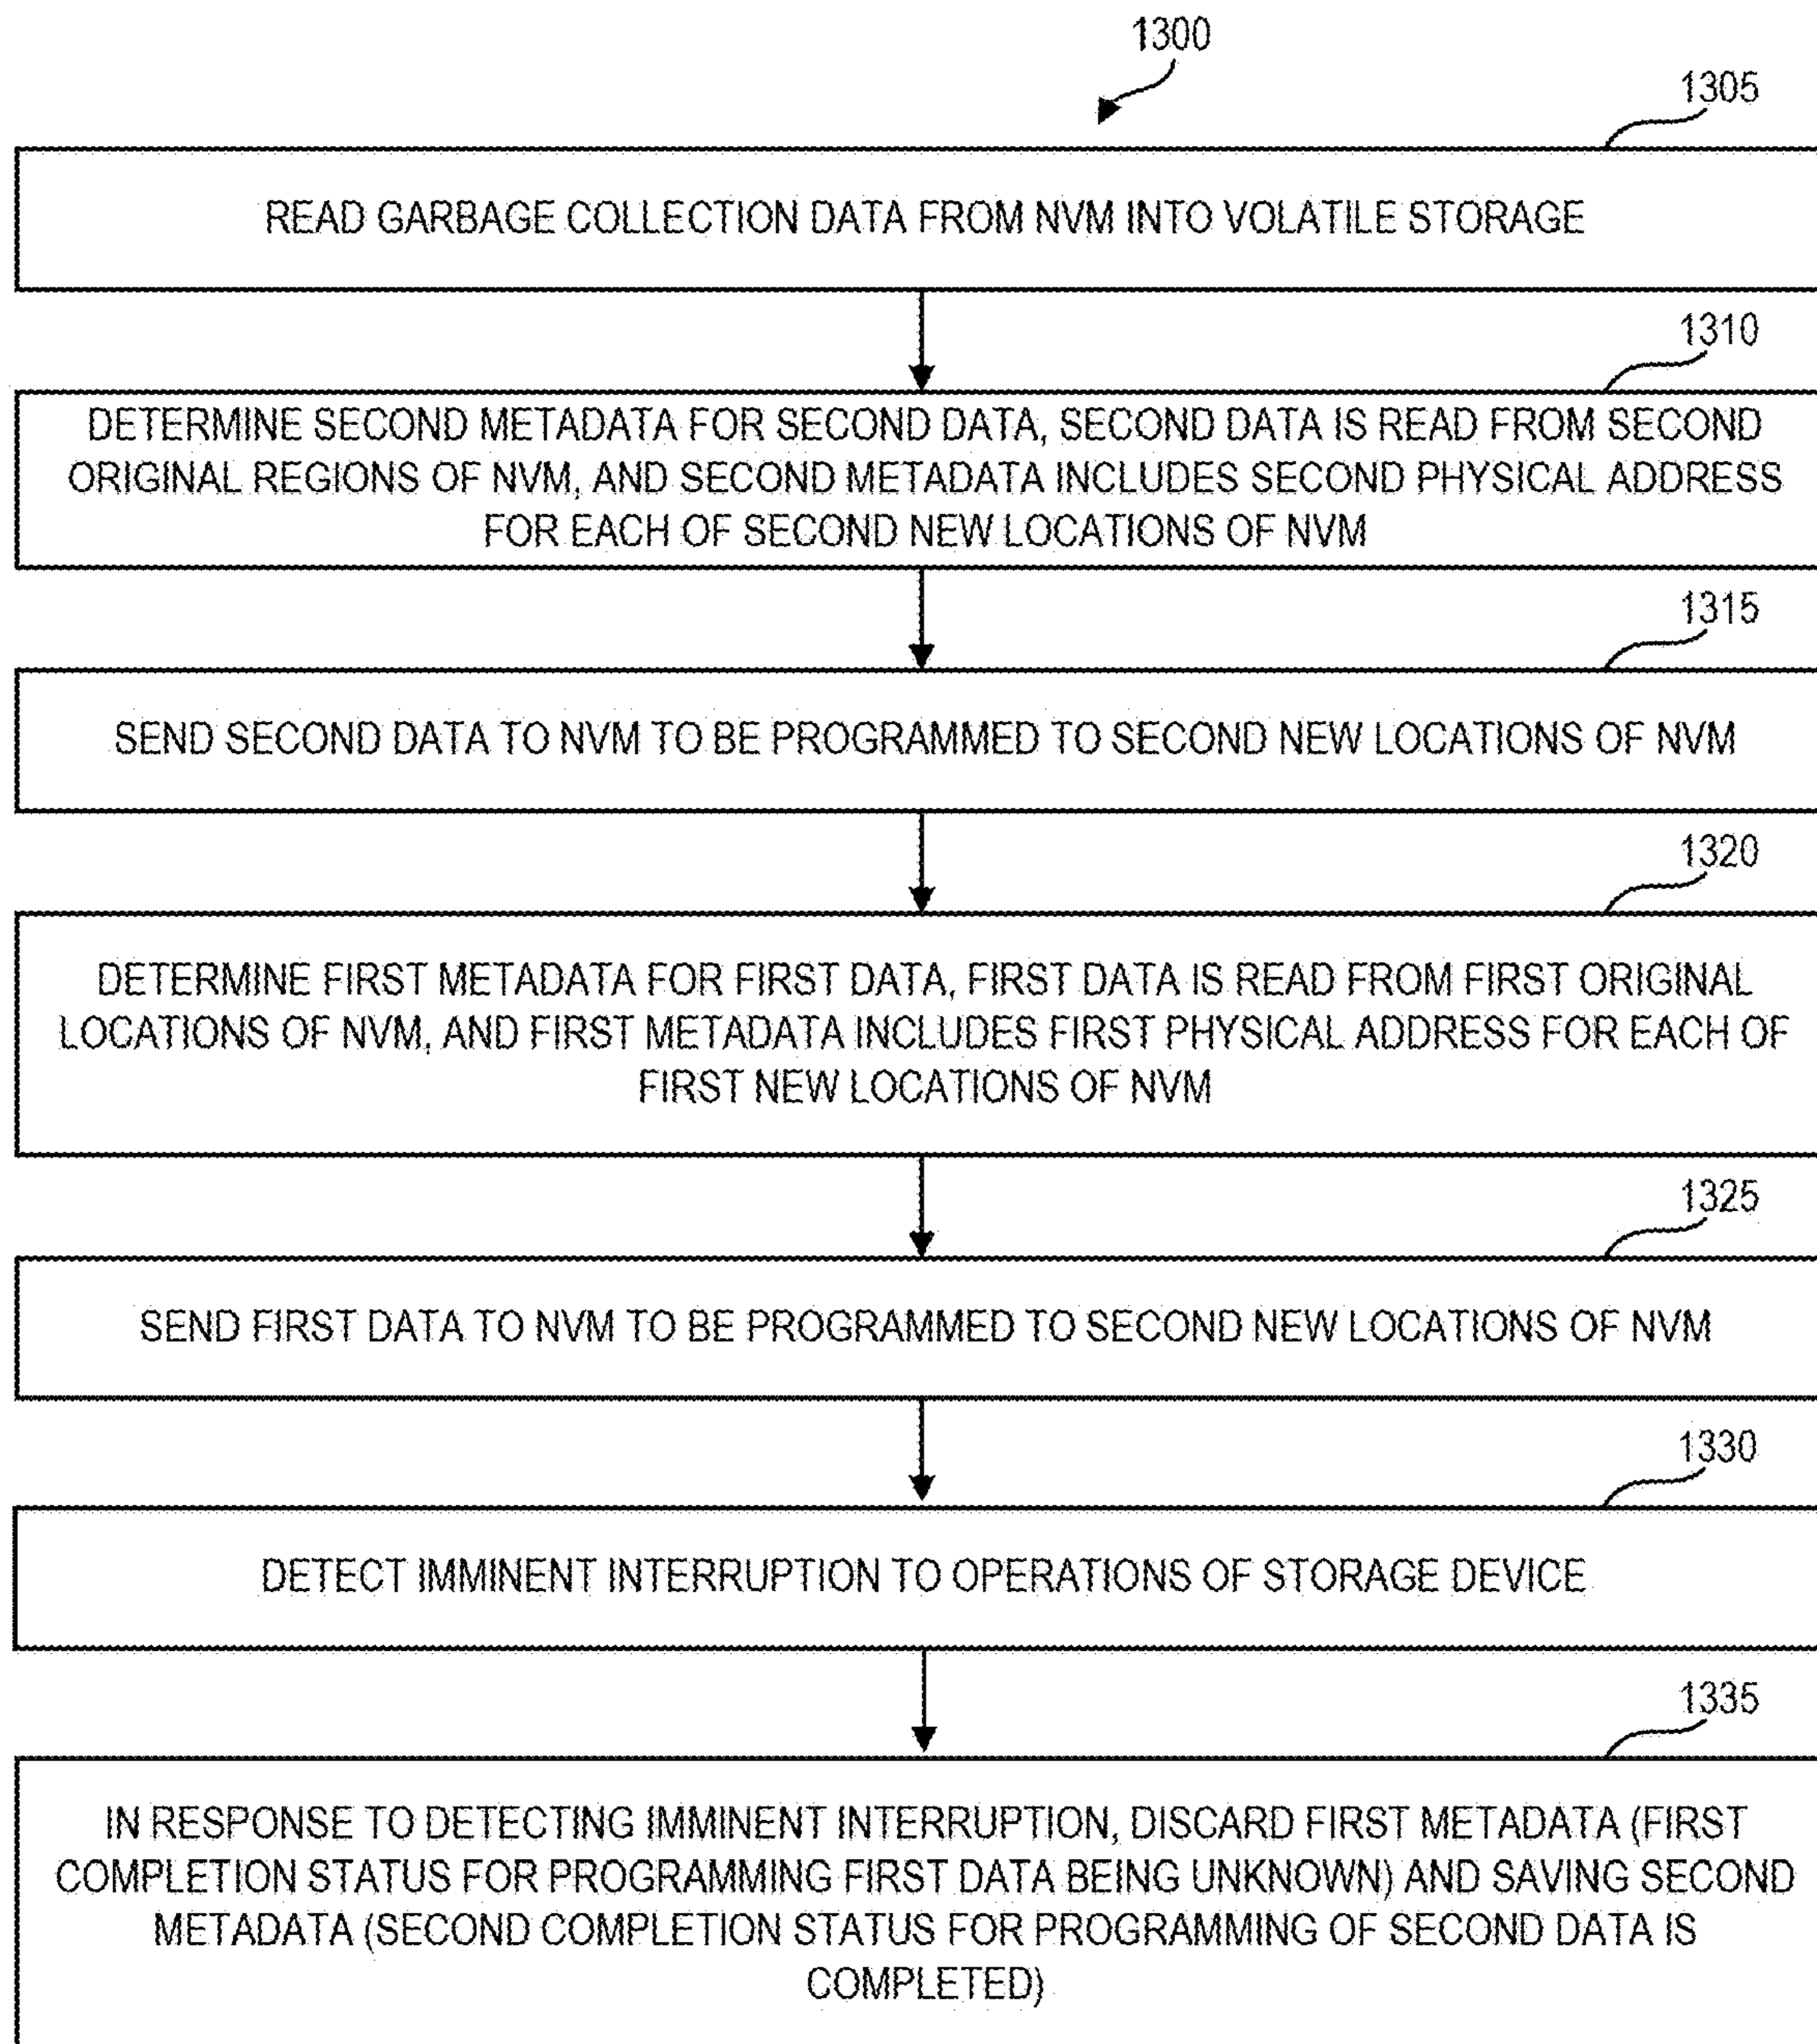 1300
1305
READ GARBAGE COLLECTION DATA FROM NVM INTO VOLATILE STORAGE
1310
DETERMINE SECOND METADATA FOR SECOND DATA, SECOND DATA IS READ FROM SECOND
ORIGINAL REGIONS OF NVM, AND SECOND METADATA INCLUDES SECOND PHYSICAL ADDRESS
FOR EACH OF SECOND NEW LOCATIONS OF NVM
1315
SEND SECOND DATA TO NVM TO BE PROGRAMMED TO SECOND NEW LOCATIONS OF NVM
1320
DETERMINE FIRST METADATA FOR FIRST DATA, FIRST DATA IS READ FROM FIRST ORIGINAL
LOCATIONS OF NVM, AND FIRST METADATA INCLUDES FIRST PHYSICAL ADDRESS FOR EACH OF
FIRST NEW LOCATIONS OF NVM
1325
SEND FIRST DATA TO NVM TO BE PROGRAMMED TO SECOND NEW LOCATIONS OF NVM
1330
DETECT IMMINENT INTERRUPTION TO OPERATIONS OF STORAGE DEVICE
1335
IN RESPONSE TO DETECTING IMMINENT INTERRUPTION, DISCARD FIRST METADATA (FIRST
COMPLETION STATUS FOR PROGRAMMING FIRST DATA BEING UNKNOWN) AND SAVING SECOND
METADATA (SECOND COMPLETION STATUS FOR PROGRAMMING OF SECOND DATA IS
COMPLETED)